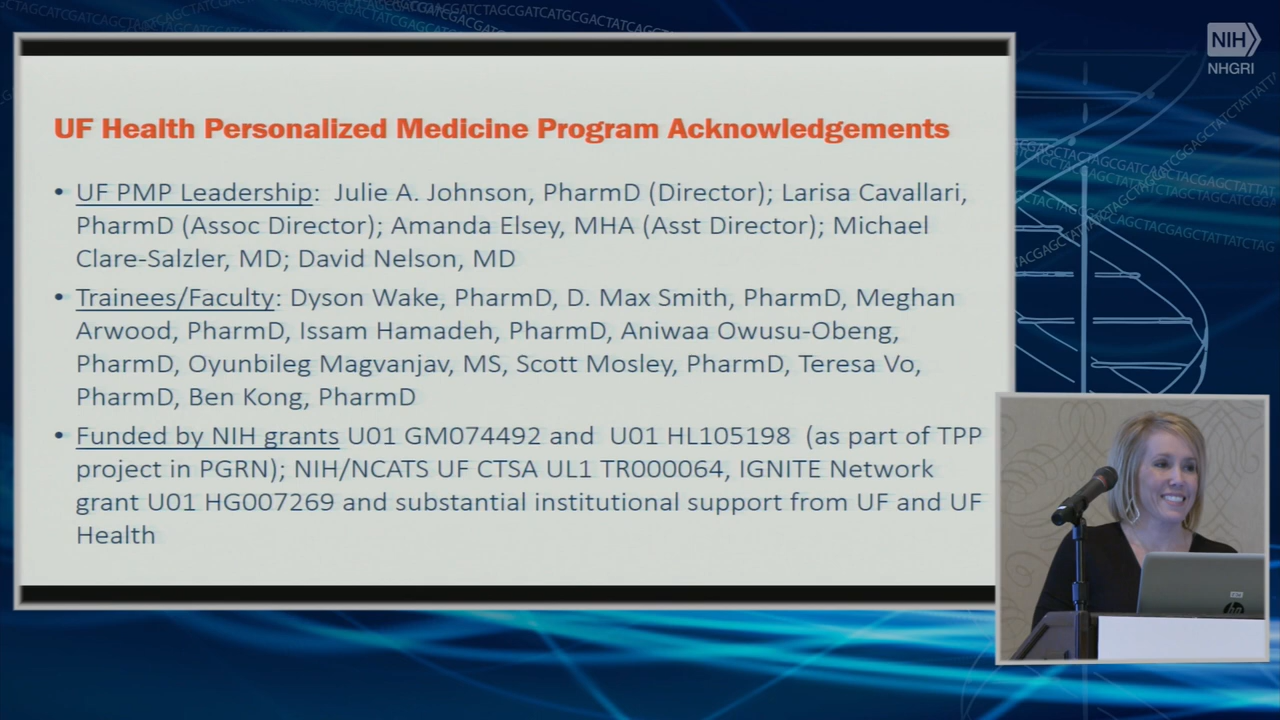 NIH
NHGRI
UF Health Personalized Medicine Program Acknowledgements
• UF PMP Leadership: Julie A. Johnson, PharmD (Director); Larisa Cavallari,
PharmD (Assoc Director); Amanda Elsey, MHA (Asst Director); Michael
Clare-Salzler, MD; David Nelson, MD
• Trainees/Faculty: Dyson Wake, PharmD, D. Max Smith, PharmD, Meghan
Arwood, PharmD, Issam Hamadeh, PharmD, Aniwaa Owusu-Obeng,
PharmD, Oyunbileg Magvanjav, MS, Scott Mosley, PharmD, Teresa Vo,
PharmD, Ben Kong, PharmD
• Funded by NIH grants U01 GM074492 and U01 HL105198 (as part of TPP
project in PGRN); NIH/NCATS UF CTSA UL1 TR000064, IGNITE Network
grant U01 HG007269 and substantial institutional support from UF and UF
Health
hp